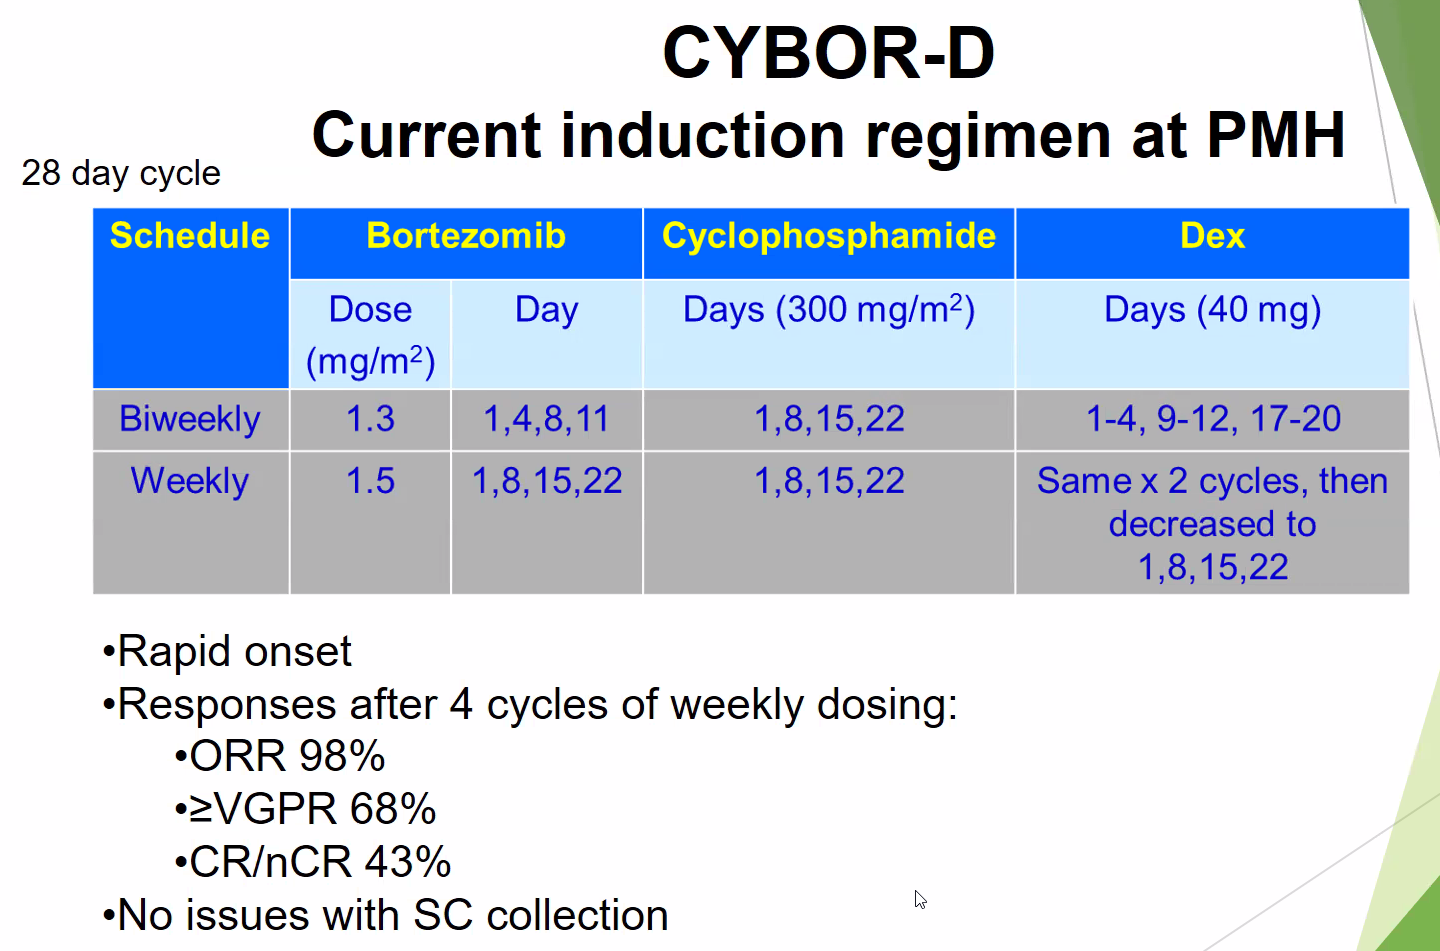 CYBOR-D
Current induction regimen at PMH
28 day cycle
Schedule Bortezomib Cyclophosphamide Dex
Dose Day Days (300 mg/m²) Days (40 mg)
(mg/m²)
Biweekly 1.3 1,4,8,11 1,8,15,22 1-4, 9-12, 17-20
Weekly 1.5 1,8,15,22 1,8,15,22 Same x 2 cycles, then
decreased to
1,8,15,22
•Rapid onset
•Responses after 4 cycles of weekly dosing:
•ORR 98%
•≥VGPR 68%
•CR/nCR 43%
•No issues with SC collection